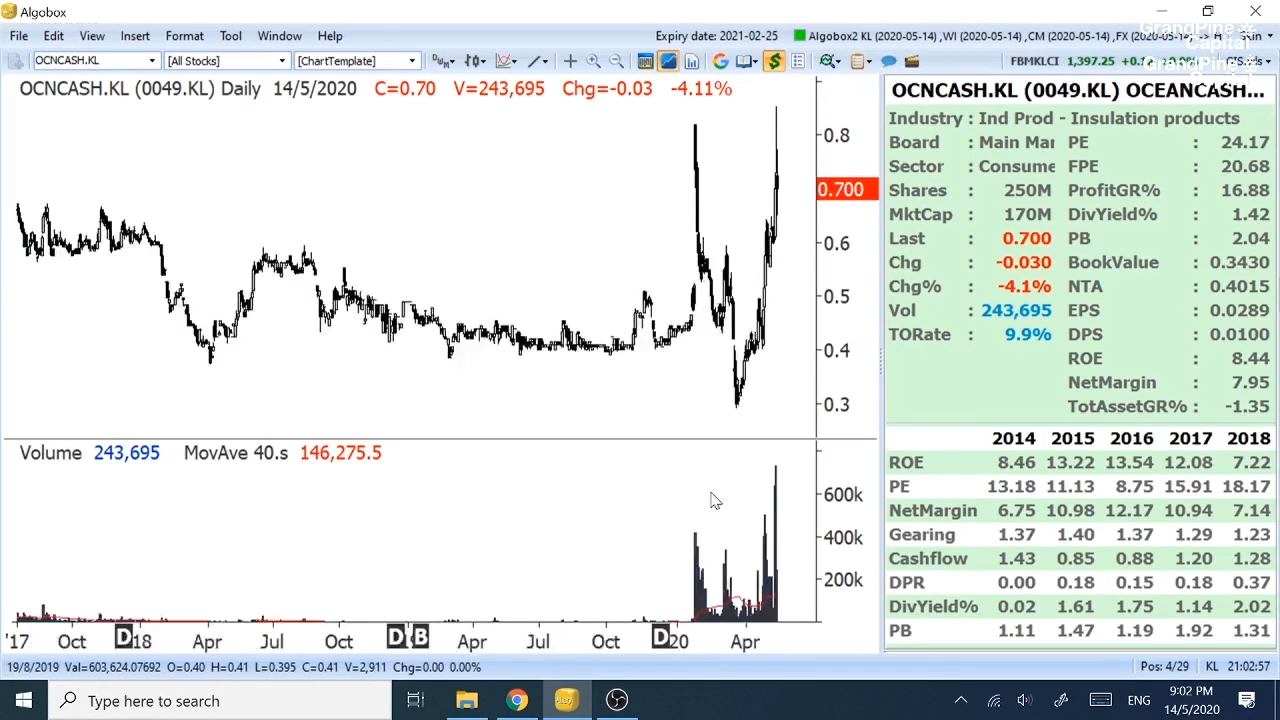 Algobox
File Edit View Insert Format Tool Window Help Expiry date: 2021-02-25 Algobox2 KL (2020-05-14) ,WI (2020-05-14) ,CM (2020-05-14) ,FX
GrandPine
Capital
GrandPine
OCNCASH.KL [All Stocks] [ChartTemplate] FBMKLCI 1,397.25
OCNCASH.KL (0049.KL) Daily 14/5/2020 C=0.70 V=243,695 Chg=-0.03 -4.11%
0.8
0.700
0.6
0.5
0.4
0.3
Volume 243,695 MovAve 40.s 146,275.5
600k
400k
200k
'17 Oct D 18 Apr Jul Oct D B Apr Jul Oct D 20 Apr
OCNCASH.KL (0049.KL) OCEANCASH...
Industry : Ind Prod - Insulation products
Board : Main Mar PE : 24.17
Sector : Consume FPE : 20.68
Shares : 250M ProfitGR% : 16.88
MktCap : 170M DivYield% : 1.42
Last : 0.700 PB : 2.04
Chg : -0.030 BookValue : 0.3430
Chg% : -4.1% NTA : 0.4015
Vol : 243,695 EPS : 0.0289
TORate : 9.9% DPS : 0.0100
ROE : 8.44
NetMargin : 7.95
TotAssetGR% : -1.35
2014 2015 2016 2017 2018
ROE 8.46 13.22 13.54 12.08 7.22
PE 13.18 11.13 8.75 15.91 18.17
NetMargin 6.75 10.98 12.17 10.94 7.14
Gearing 1.37 1.40 1.37 1.29 1.23
Cashflow 1.43 0.85 0.88 1.20 1.28
DPR 0.00 0.18 0.15 0.18 0.37
DivYield% 0.02 1.61 1.75 1.14 2.02
PB 1.11 1.47 1.19 1.92 1.31
19/8/2019 Val=603,624.07692 O=0.40 H=0.41 L=0.395 C=0.41 V=2,911 Chg=0.00 0.00% Pos: 4/29 KL 21:02:57
Type here to search
ENG
9:02 PM
14/5/2020